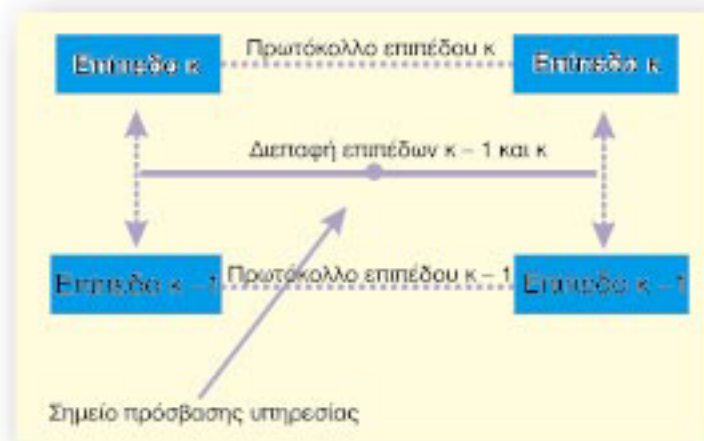 Επίπεδο κ Πρωτόκολλο επιπέδου κ Επίπεδο κ
Διεπαφή επιπέδων κ – 1 και κ
Επίπεδο κ –1 Πρωτόκολλο επιπέδου κ – 1 Επίπεδο κ –1
Σημείο πρόσβασης υπηρεσίας